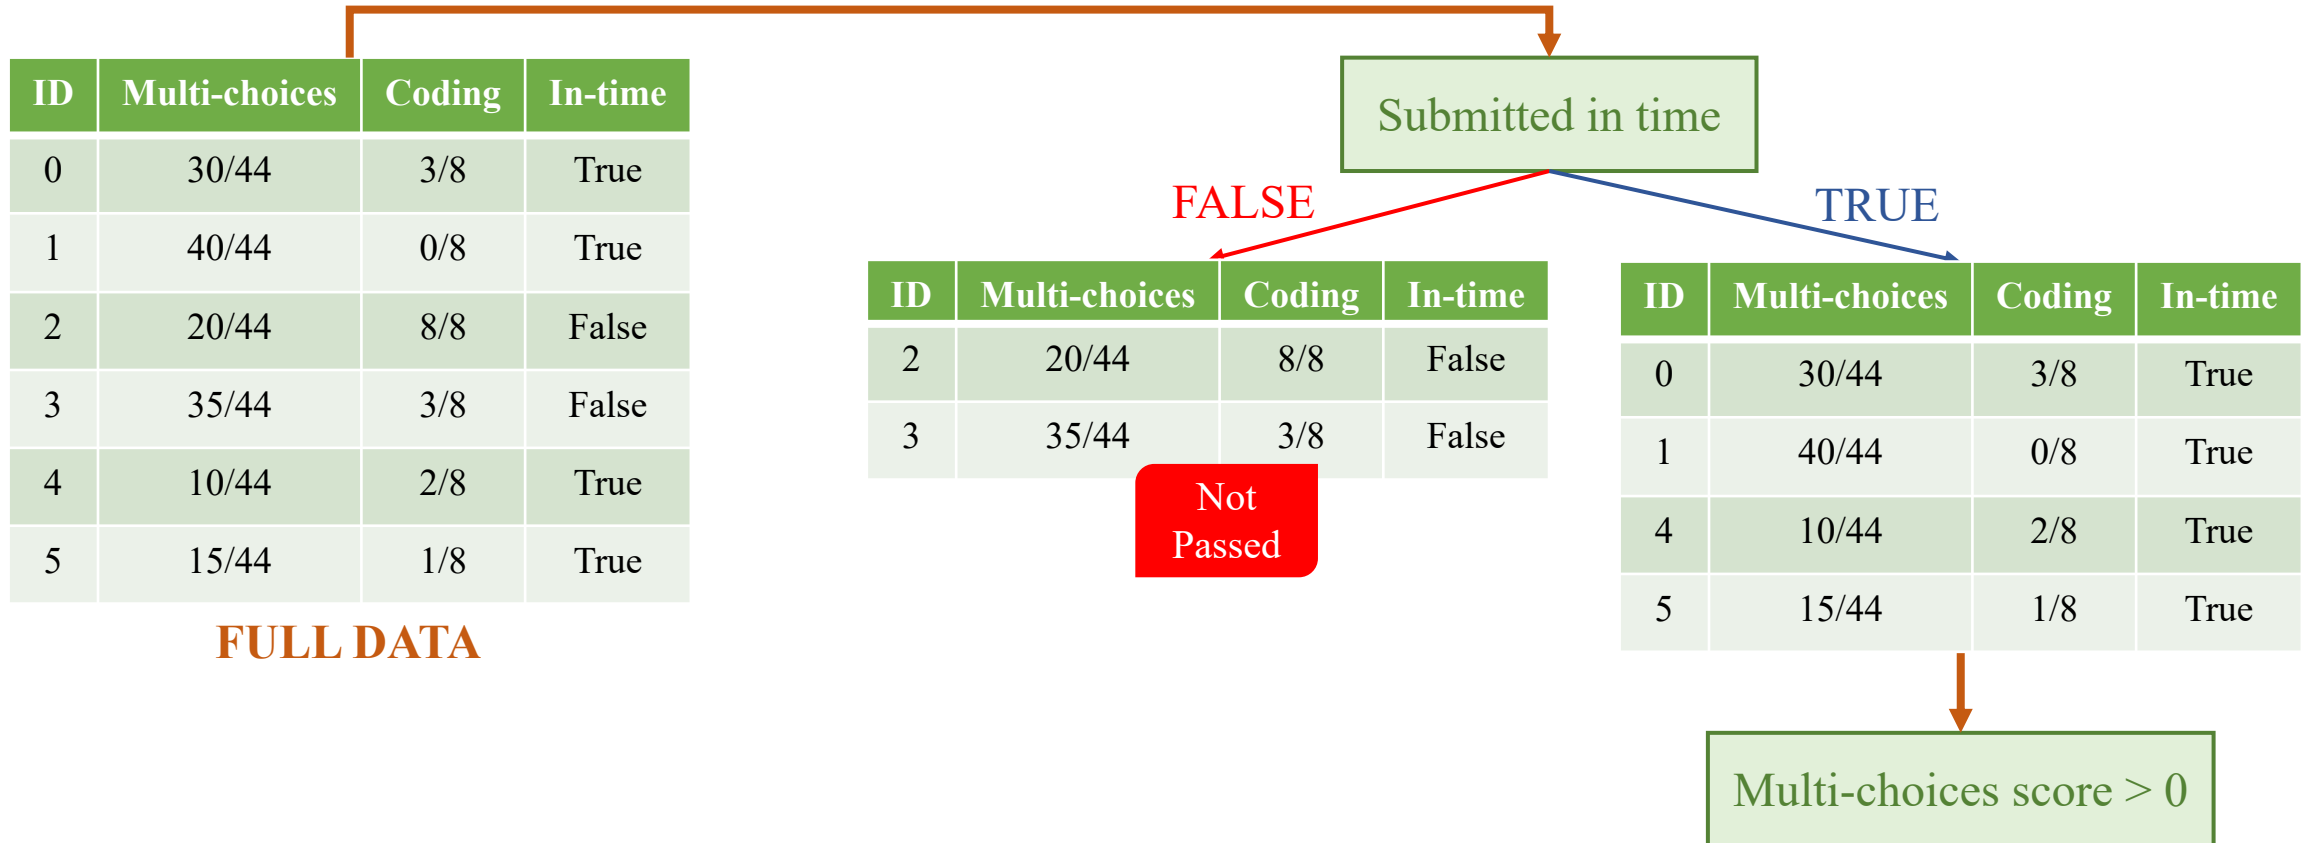 ID Multi-choices Coding In-time
0 30/44 3/8 True
1 40/44 0/8 True
2 20/44 8/8 False
3 35/44 3/8 False
4 10/44 2/8 True
5 15/44 1/8 True
FULL DATA
Submitted in time
FALSE
TRUE
ID Multi-choices Coding In-time
2 20/44 8/8 False
3 35/44 3/8 False
Not
Passed
ID Multi-choices Coding In-time
0 30/44 3/8 True
1 40/44 0/8 True
4 10/44 2/8 True
5 15/44 1/8 True
Multi-choices score > 0